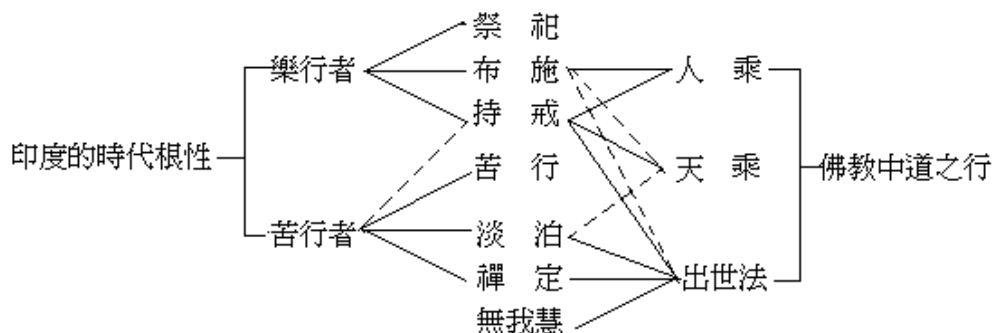 祭祀
樂行者 布施 人乘
持戒
印度的時代根性 苦行 天乘 佛教中道之行
苦行者 淡泊
禪定 出世法
無我慧